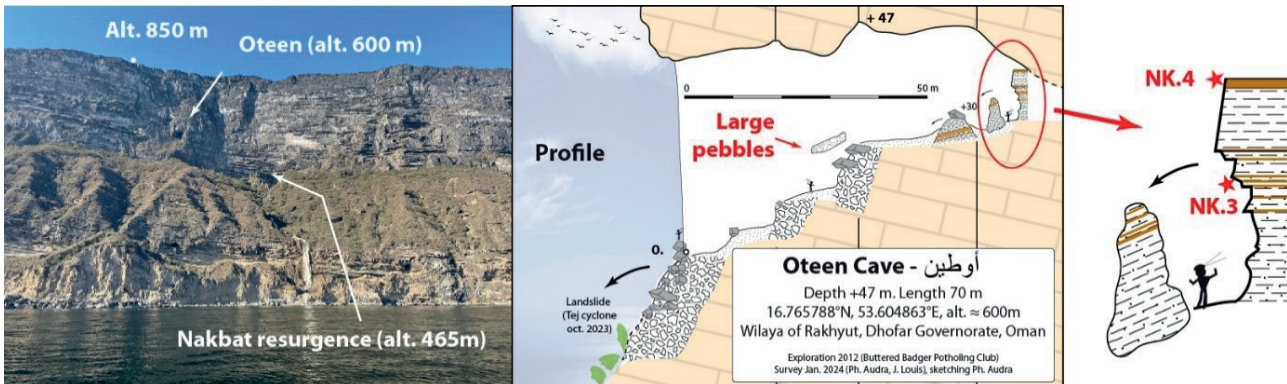 Alt. 850 m
Oteen (alt. 600 m)
Nakbat resurgence (alt. 465m)
+ 47
0
50 m
+30
Large
pebbles
Profile
0.
Landslide
(Tej cyclone
oct. 2023)
Oteen Cave - أوطين
Depth +47 m. Length 70 m
16.765788°N, 53.604863°E, alt. ≈ 600m
Wilaya of Rakhyut, Dhofar Governorate, Oman
Exploration 2012 (Buttered Badger Potholing Club)
Survey Jan. 2024 (Ph. Audra, J. Louis), sketching Ph. Audra
NK.4
NK.3